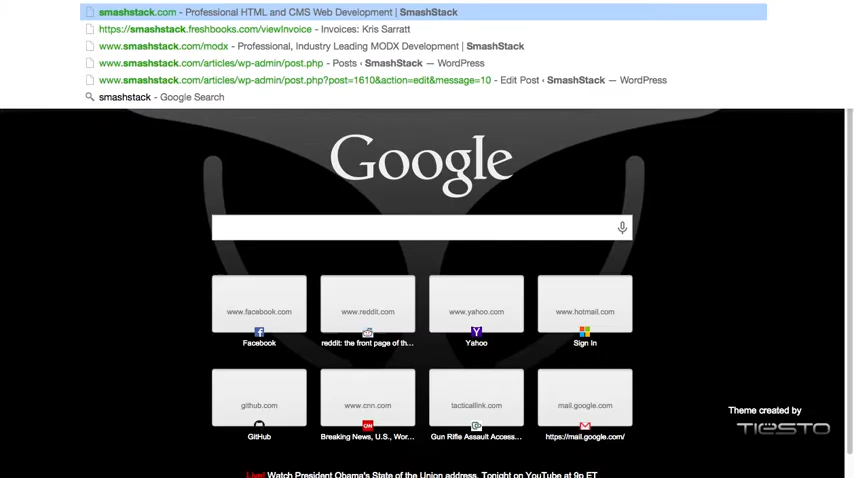 smashstack.com - Professional HTML and CMS Web Development | SmashStack
https://smashstack.freshbooks.com/viewInvoice - Invoices: Kris Sarratt
www.smashstack.com/modx - Professional, Industry Leading MODX Development | SmashStack
www.smashstack.com/articles/wp-admin/post.php - Posts ‹ SmashStack — WordPress
www.smashstack.com/articles/wp-admin/post.php?post=1610&action=edit&message=10 - Edit Post ‹ SmashStack — WordPress
smashstack - Google Search
Google
www.facebook.com www.reddit.com www.yahoo.com www.hotmail.com
Facebook reddit: the front page of th... Yahoo Sign In
github.com www.cnn.com tacticallink.com mail.google.com
GitHub Breaking News, U.S., Wor... Gun Rifle Assault Access... https://mail.google.com/
Theme created by
TIËSTO
Live! Watch President Obama's State of the Union address. Tonight on YouTube at 9p ET